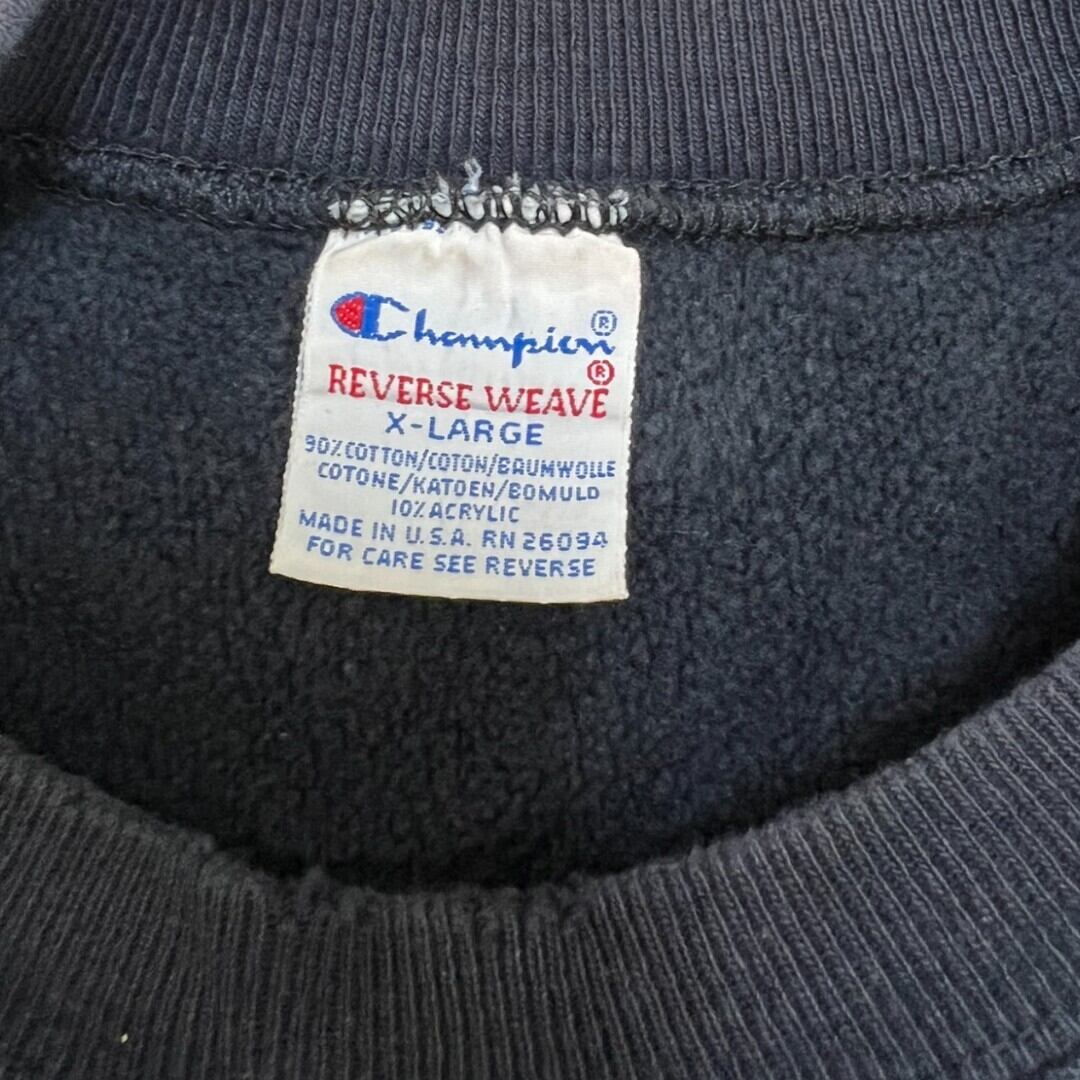 Champion®
REVERSE WEAVE®
X-LARGE
90% COTTON/COTON/BAUMWOLLE
COTONE/KATOEN/BOMULD
10% ACRYLIC
MADE IN U.S.A. RN 26094
FOR CARE SEE REVERSE